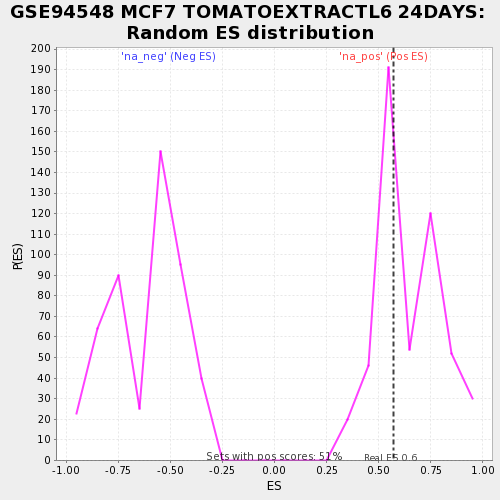 GSE94548 MCF7 TOMATOEXTRACTL6 24DAYS:
Random ES distribution
'na_neg' (Neg ES)
'na_pos' (Pos ES)
200
190
180
170
160
150
140
130
120
110
100
90
80
70
60
50
40
30
20
10
0
P(ES)
Sets with pos scores: 51%
Real ES 0.6
-1.00 -0.75 -0.50 -0.25 0.00 0.25 0.50 0.75 1.00
ES